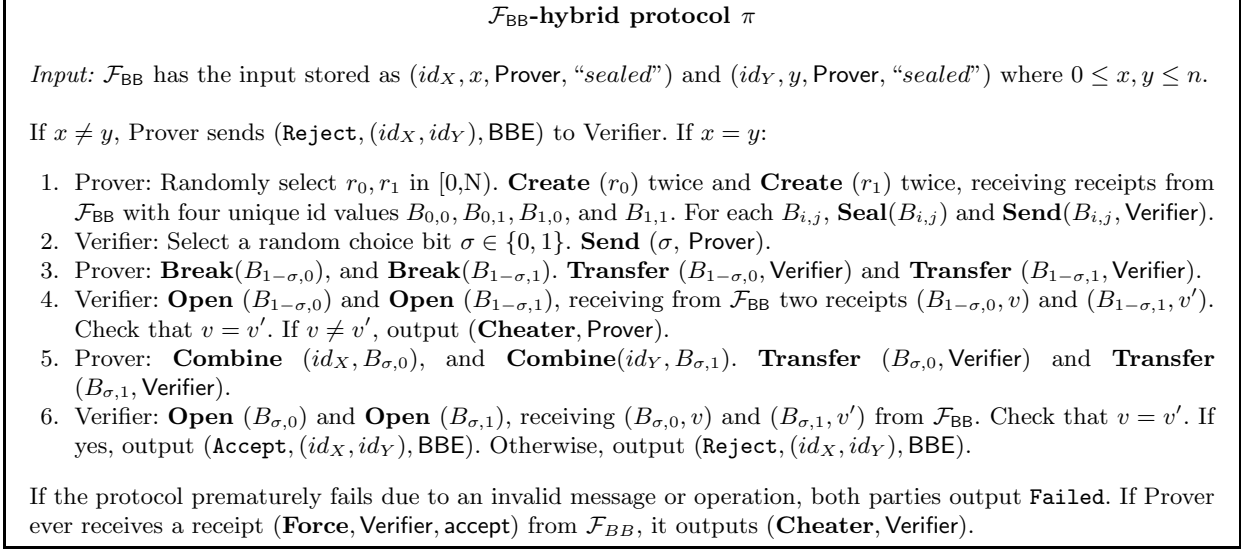 𝓕_BB-hybrid protocol π
Input: 𝓕_BB has the input stored as (id_X, x, Prover, “sealed”) and (id_Y, y, Prover, “sealed”) where 0 ≤ x, y ≤ n.
If x ≠ y, Prover sends (Reject, (id_X, id_Y), BBE) to Verifier. If x = y:
1. Prover: Randomly select r_0, r_1 in [0,N). Create (r_0) twice and Create (r_1) twice, receiving receipts from
𝓕_BB with four unique id values B_{0,0}, B_{0,1}, B_{1,0}, and B_{1,1}. For each B_{i,j}, Seal(B_{i,j}) and Send(B_{i,j}, Verifier).
2. Verifier: Select a random choice bit σ ∈ {0, 1}. Send (σ, Prover).
3. Prover: Break(B_{1−σ,0}), and Break(B_{1−σ,1}). Transfer (B_{1−σ,0}, Verifier) and Transfer (B_{1−σ,1}, Verifier).
4. Verifier: Open (B_{1−σ,0}) and Open (B_{1−σ,1}), receiving from 𝓕_BB two receipts (B_{1−σ,0}, v) and (B_{1−σ,1}, v′).
Check that v = v′. If v ≠ v′, output (Cheater, Prover).
5. Prover: Combine (id_X, B_{σ,0}), and Combine(id_Y, B_{σ,1}). Transfer (B_{σ,0}, Verifier) and Transfer
(B_{σ,1}, Verifier).
6. Verifier: Open (B_{σ,0}) and Open (B_{σ,1}), receiving (B_{σ,0}, v) and (B_{σ,1}, v′) from 𝓕_BB. Check that v = v′. If
yes, output (Accept, (id_X, id_Y), BBE). Otherwise, output (Reject, (id_X, id_Y), BBE).
If the protocol prematurely fails due to an invalid message or operation, both parties output Failed. If Prover
ever receives a receipt (Force, Verifier, accept) from 𝓕_BB, it outputs (Cheater, Verifier).